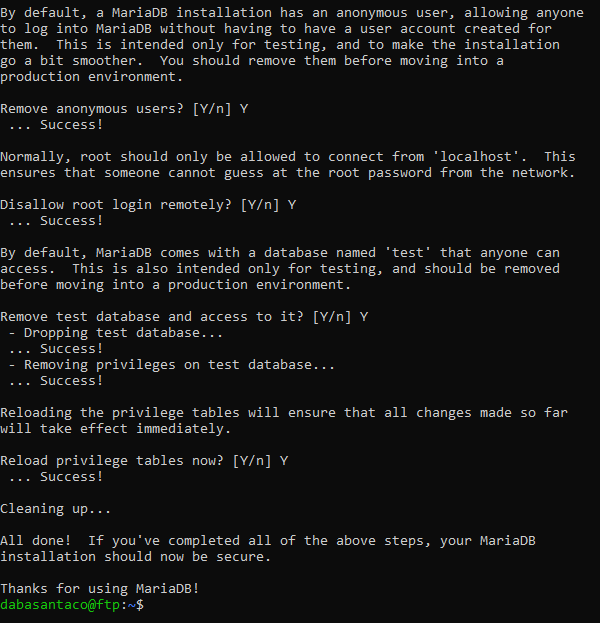 By default, a MariaDB installation has an anonymous user, allowing anyone
to log into MariaDB without having to have a user account created for
them.  This is intended only for testing, and to make the installation
go a bit smoother.  You should remove them before moving into a
production environment.

Remove anonymous users? [Y/n] Y
 ... Success!

Normally, root should only be allowed to connect from 'localhost'.  This
ensures that someone cannot guess at the root password from the network.

Disallow root login remotely? [Y/n] Y
 ... Success!

By default, MariaDB comes with a database named 'test' that anyone can
access.  This is also intended only for testing, and should be removed
before moving into a production environment.

Remove test database and access to it? [Y/n] Y
 - Dropping test database...
 ... Success!
 - Removing privileges on test database...
 ... Success!

Reloading the privilege tables will ensure that all changes made so far
will take effect immediately.

Reload privilege tables now? [Y/n] Y
 ... Success!

Cleaning up...

All done!  If you've completed all of the above steps, your MariaDB
installation should now be secure.

Thanks for using MariaDB!
dabasantaco@ftp:~$